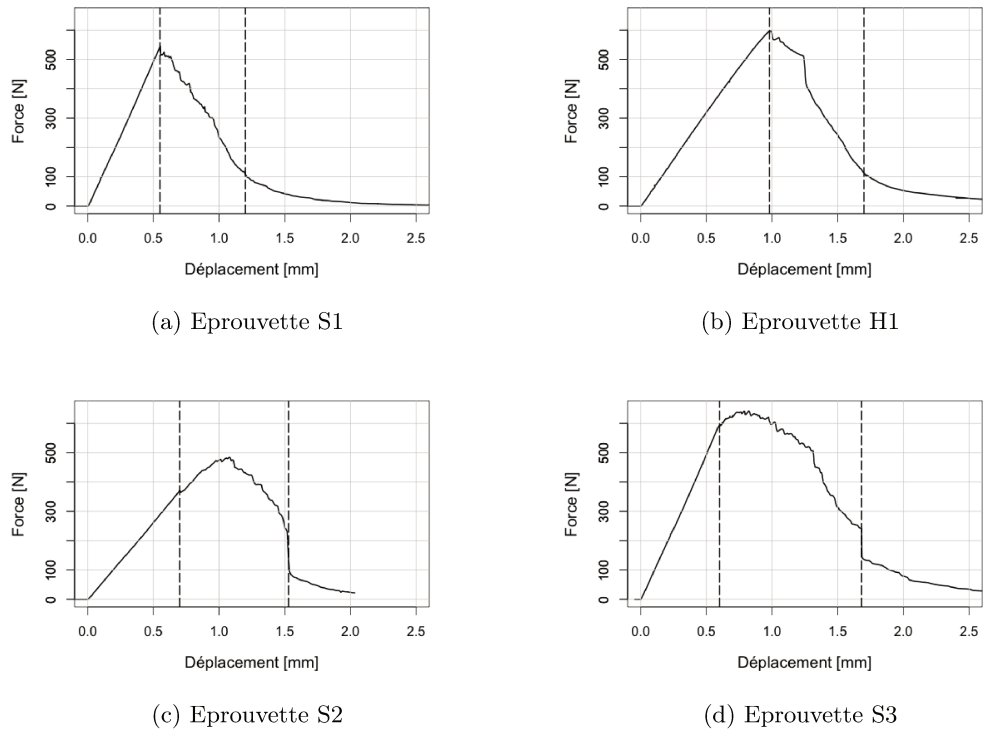 Force [N]
500
300
100
0
0.0 0.5 1.0 1.5 2.0 2.5
Déplacement [mm]
(a) Eprouvette S1
Force [N]
500
300
100
0
0.0 0.5 1.0 1.5 2.0 2.5
Déplacement [mm]
(b) Eprouvette H1
Force [N]
500
300
100
0
0.0 0.5 1.0 1.5 2.0 2.5
Déplacement [mm]
(c) Eprouvette S2
Force [N]
500
300
100
0
0.0 0.5 1.0 1.5 2.0 2.5
Déplacement [mm]
(d) Eprouvette S3